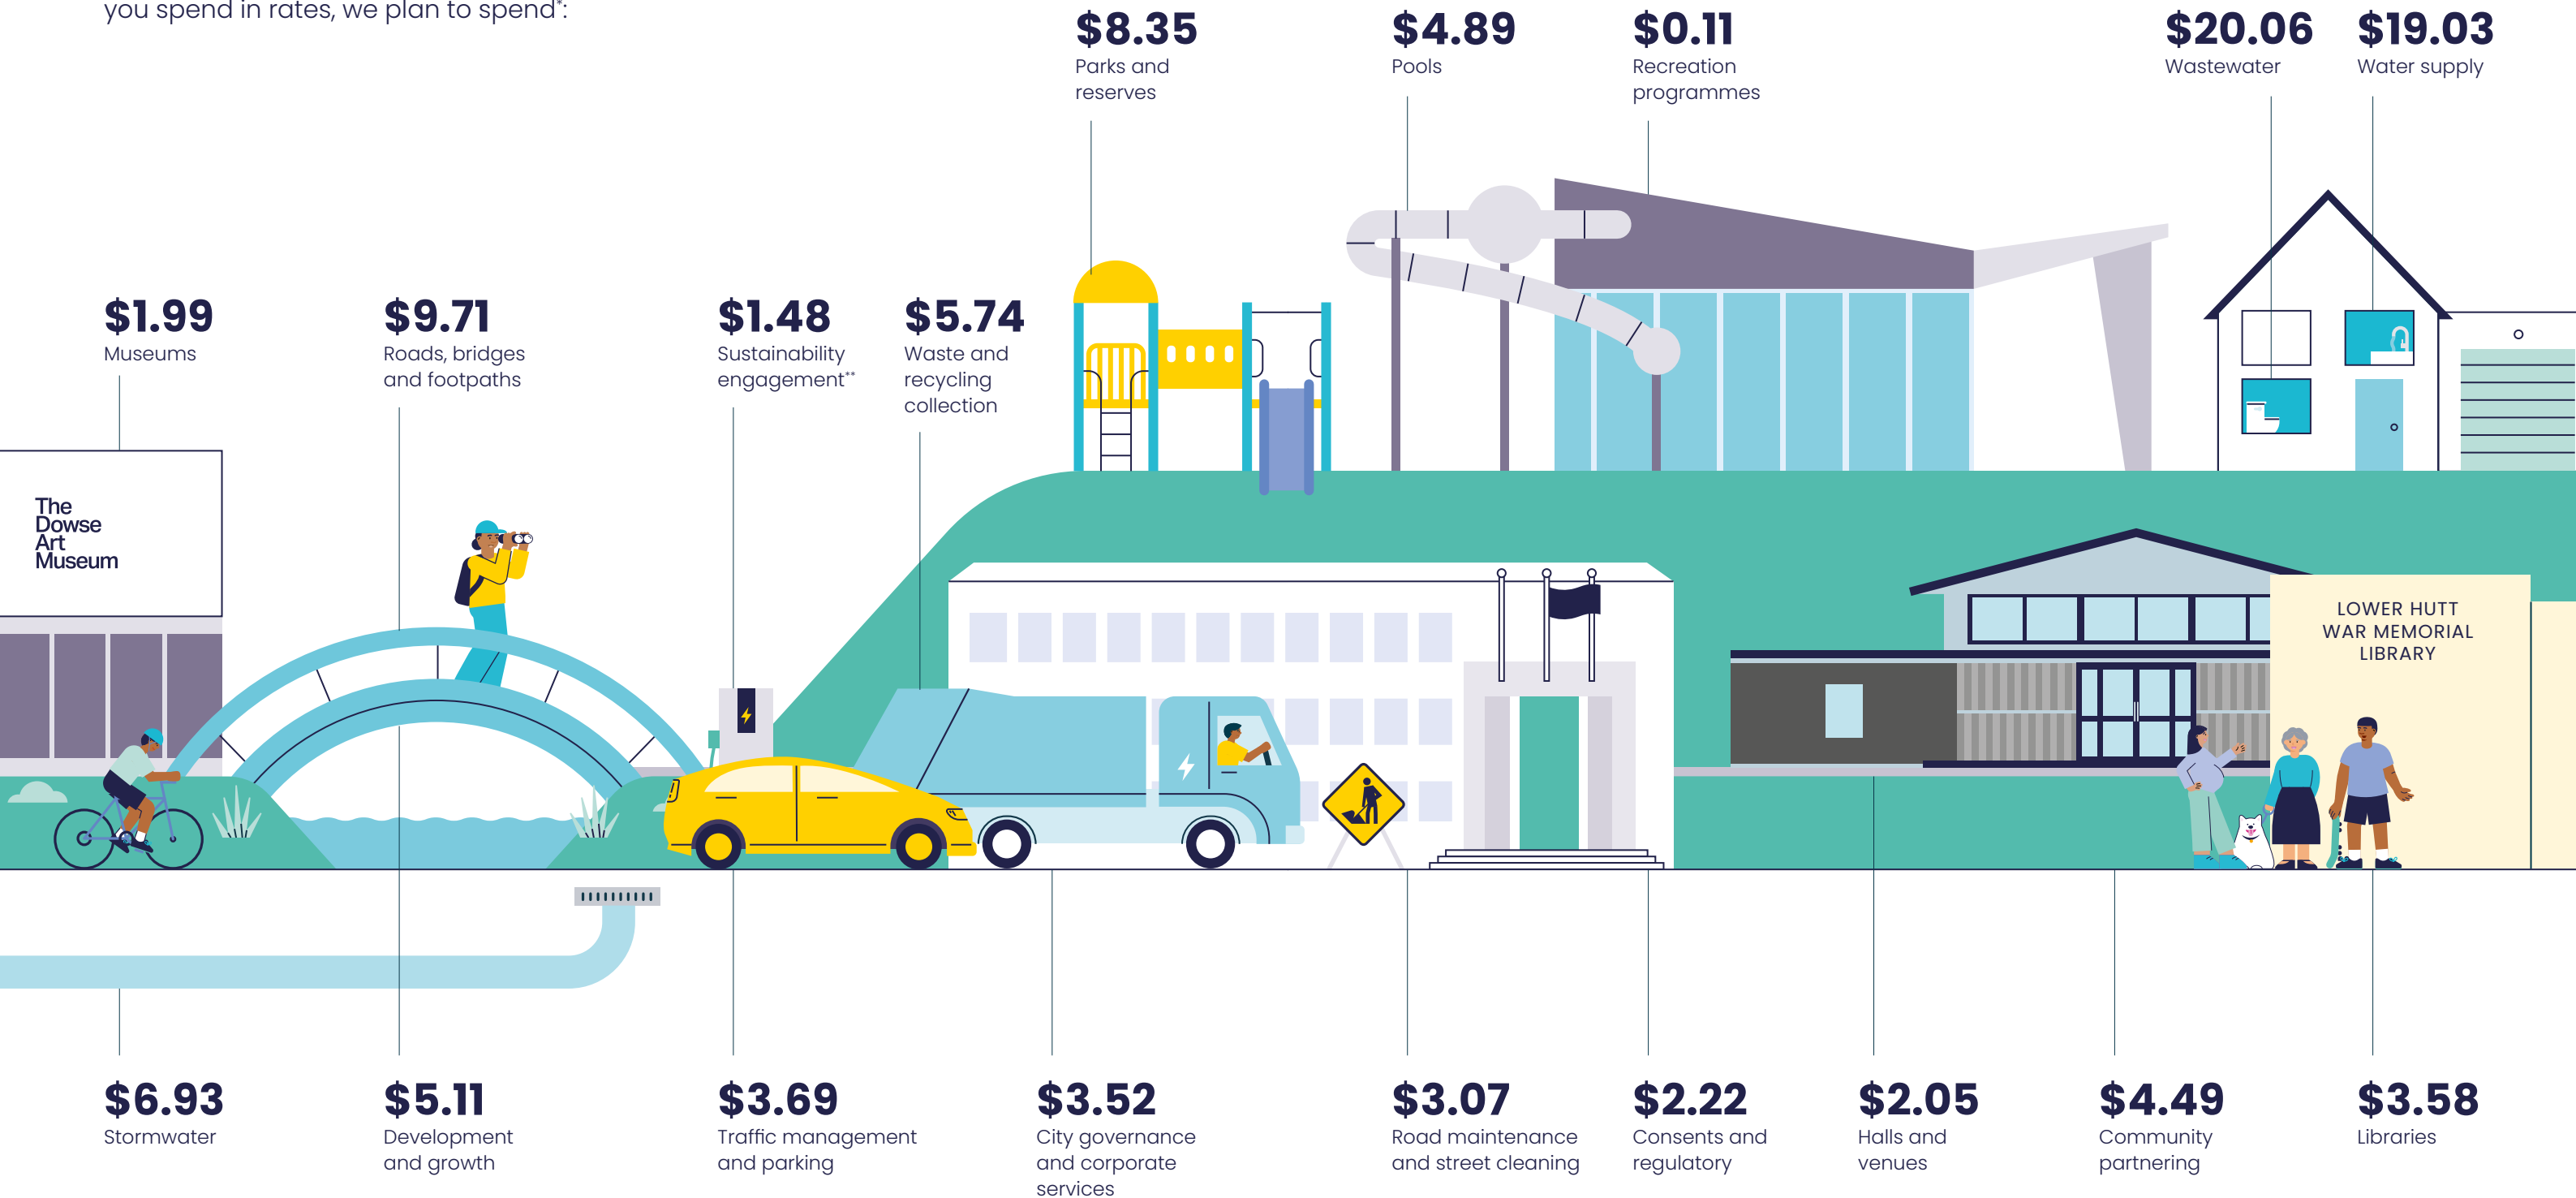 you spend in rates, we plan to spend*:
$8.35
Parks and
reserves
$4.89
Pools
$0.11
Recreation
programmes
$20.06
Wastewater
$19.03
Water supply
$1.99
Museums
$9.71
Roads, bridges
and footpaths
$1.48
Sustainability
engagement**
$5.74
Waste and
recycling
collection
The
Dowse
Art
Museum
LOWER HUTT
WAR MEMORIAL
LIBRARY
$6.93
Stormwater
$5.11
Development
and growth
$3.69
Traffic management
and parking
$3.52
City governance
and corporate
services
$3.07
Road maintenance
and street cleaning
$2.22
Consents and
regulatory
$2.05
Halls and
venues
$4.49
Community
partnering
$3.58
Libraries